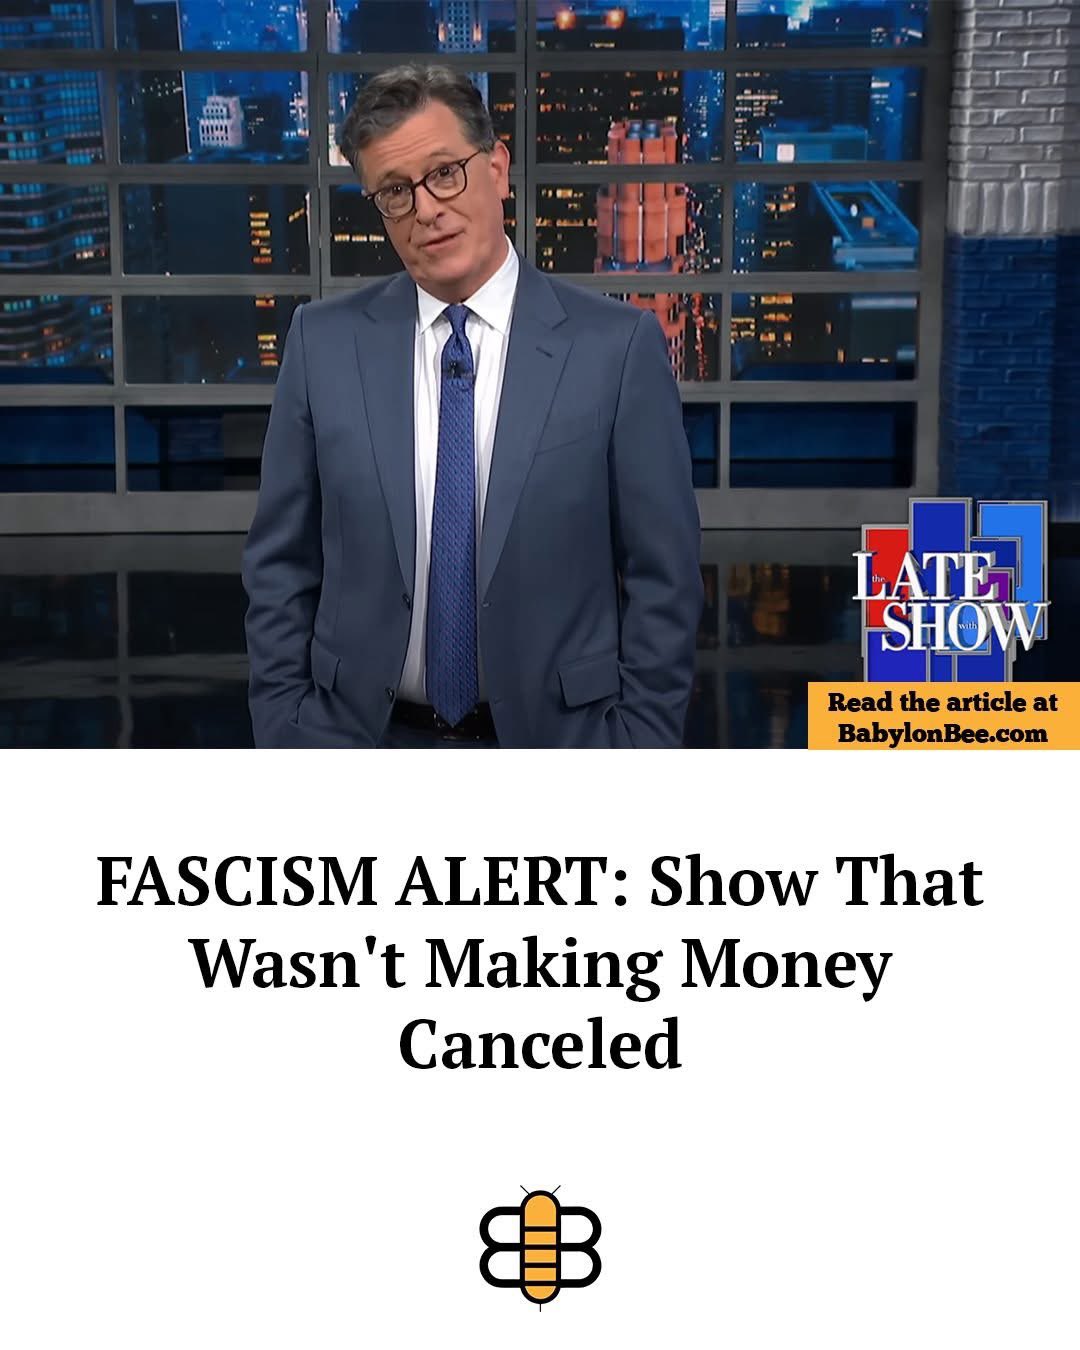 the
LATE
SHOW
with
Read the article at
BabylonBee.com
FASCISM ALERT: Show That
Wasn't Making Money
Canceled